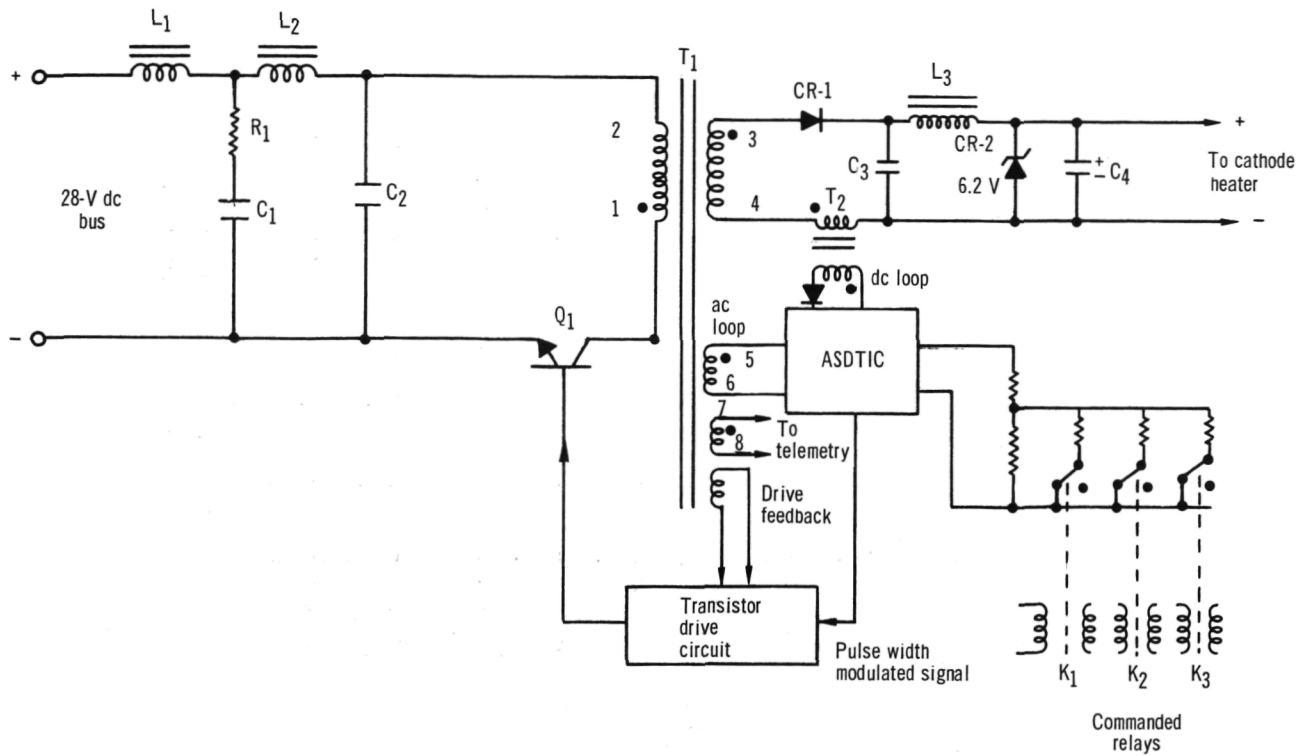 L1
L2
T1
+
R1
C1
C2
28-V dc
bus
2
1
−
Q1
CR-1
L3
3
4
C3
CR-2
6.2 V
+
−
C4
+
To cathode
heater
−
T2
dc loop
ac
loop
5
6
ASDTIC
7
8
To
telemetry
Drive
feedback
Transistor
drive
circuit
Pulse width
modulated signal
K1
K2
K3
Commanded
relays